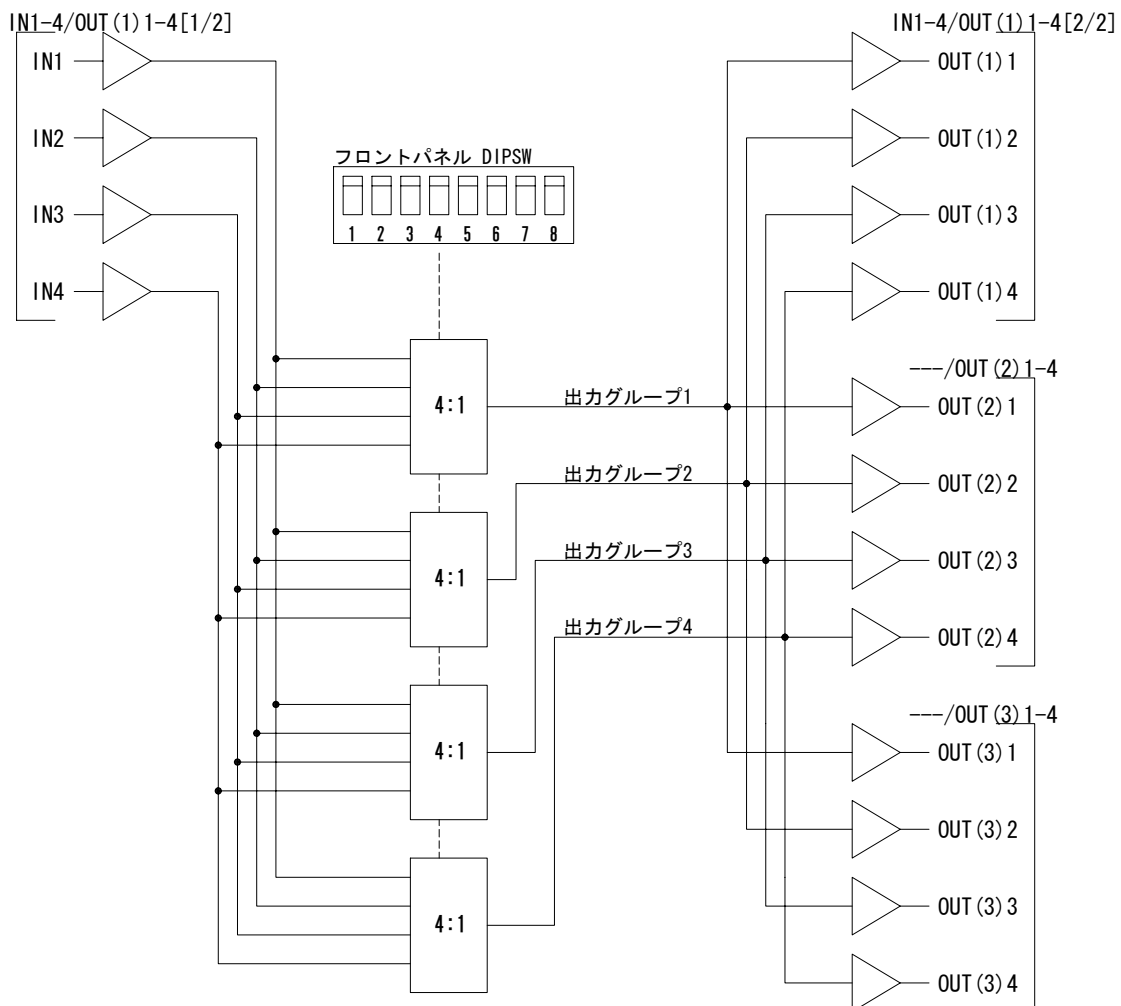 IN1-4/OUT(1)1-4[1/2]
IN1-4/OUT(1)1-4[2/2]
IN1
OUT(1)1
IN2
OUT(1)2
フロントパネル DIPSW
IN3
OUT(1)3
1 2 3 4 5 6 7 8
IN4
OUT(1)4
---/OUT(2)1-4
4:1
出力グループ1
OUT(2)1
出力グループ2
OUT(2)2
出力グループ3
4:1
OUT(2)3
出力グループ4
OUT(2)4
---/OUT(3)1-4
4:1
OUT(3)1
OUT(3)2
4:1
OUT(3)3
OUT(3)4